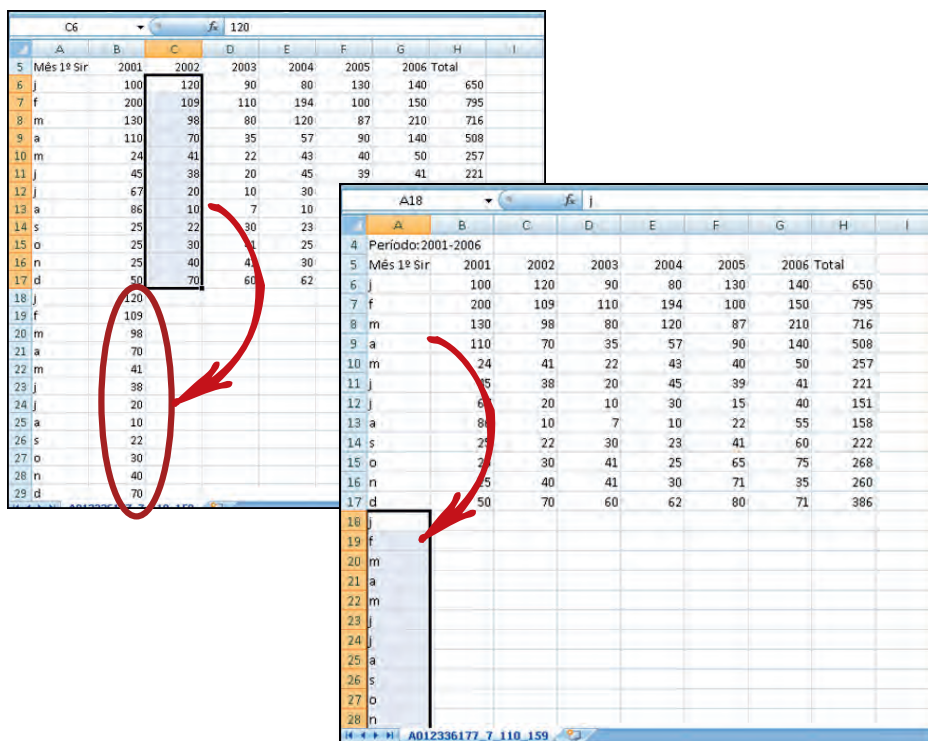 C6 fx 120
A B C D E F G H I
5 Mês 1º Sir 2001 2002 2003 2004 2005 2006 Total
6 j 100 120 90 80 130 140 650
7 f 200 109 110 194 100 150 795
8 m 130 98 80 120 87 210 716
9 a 110 70 35 57 90 140 508
10 m 24 41 22 43 40 50 257
11 j 45 38 20 45 39 41 221
12 j 67 20 10 30
13 a 86 10 7 10
14 s 25 22 30 23
15 o 25 30 25
16 n 25 40 30
17 d 50 70 60 62
18 j 120
19 f 109
20 m 98
21 a 70
22 m 41
23 j 38
24 j 20
25 a 10
26 s 22
27 o 30
28 n 40
29 d 70
A18 fx j
A B C D E F G H I
4 Período:2001-2006
5 Mês 1º Sir 2001 2002 2003 2004 2005 2006 Total
6 j 100 120 90 80 130 140 650
7 f 200 109 110 194 100 150 795
8 m 130 98 80 120 87 210 716
9 a 110 70 35 57 90 140 508
10 m 24 41 22 43 40 50 257
11 j 38 20 45 39 41 221
12 j 20 10 30 15 40 151
13 a 10 7 10 22 55 158
14 s 22 30 23 41 60 222
15 o 30 41 25 65 75 268
16 n 40 41 30 71 35 260
17 d 50 70 60 62 80 71 386
18 j
19 f
20 m
21 a
22 m
23 j
24 j
25 a
26 s
27 o
28 n
A012336177_7_110_159